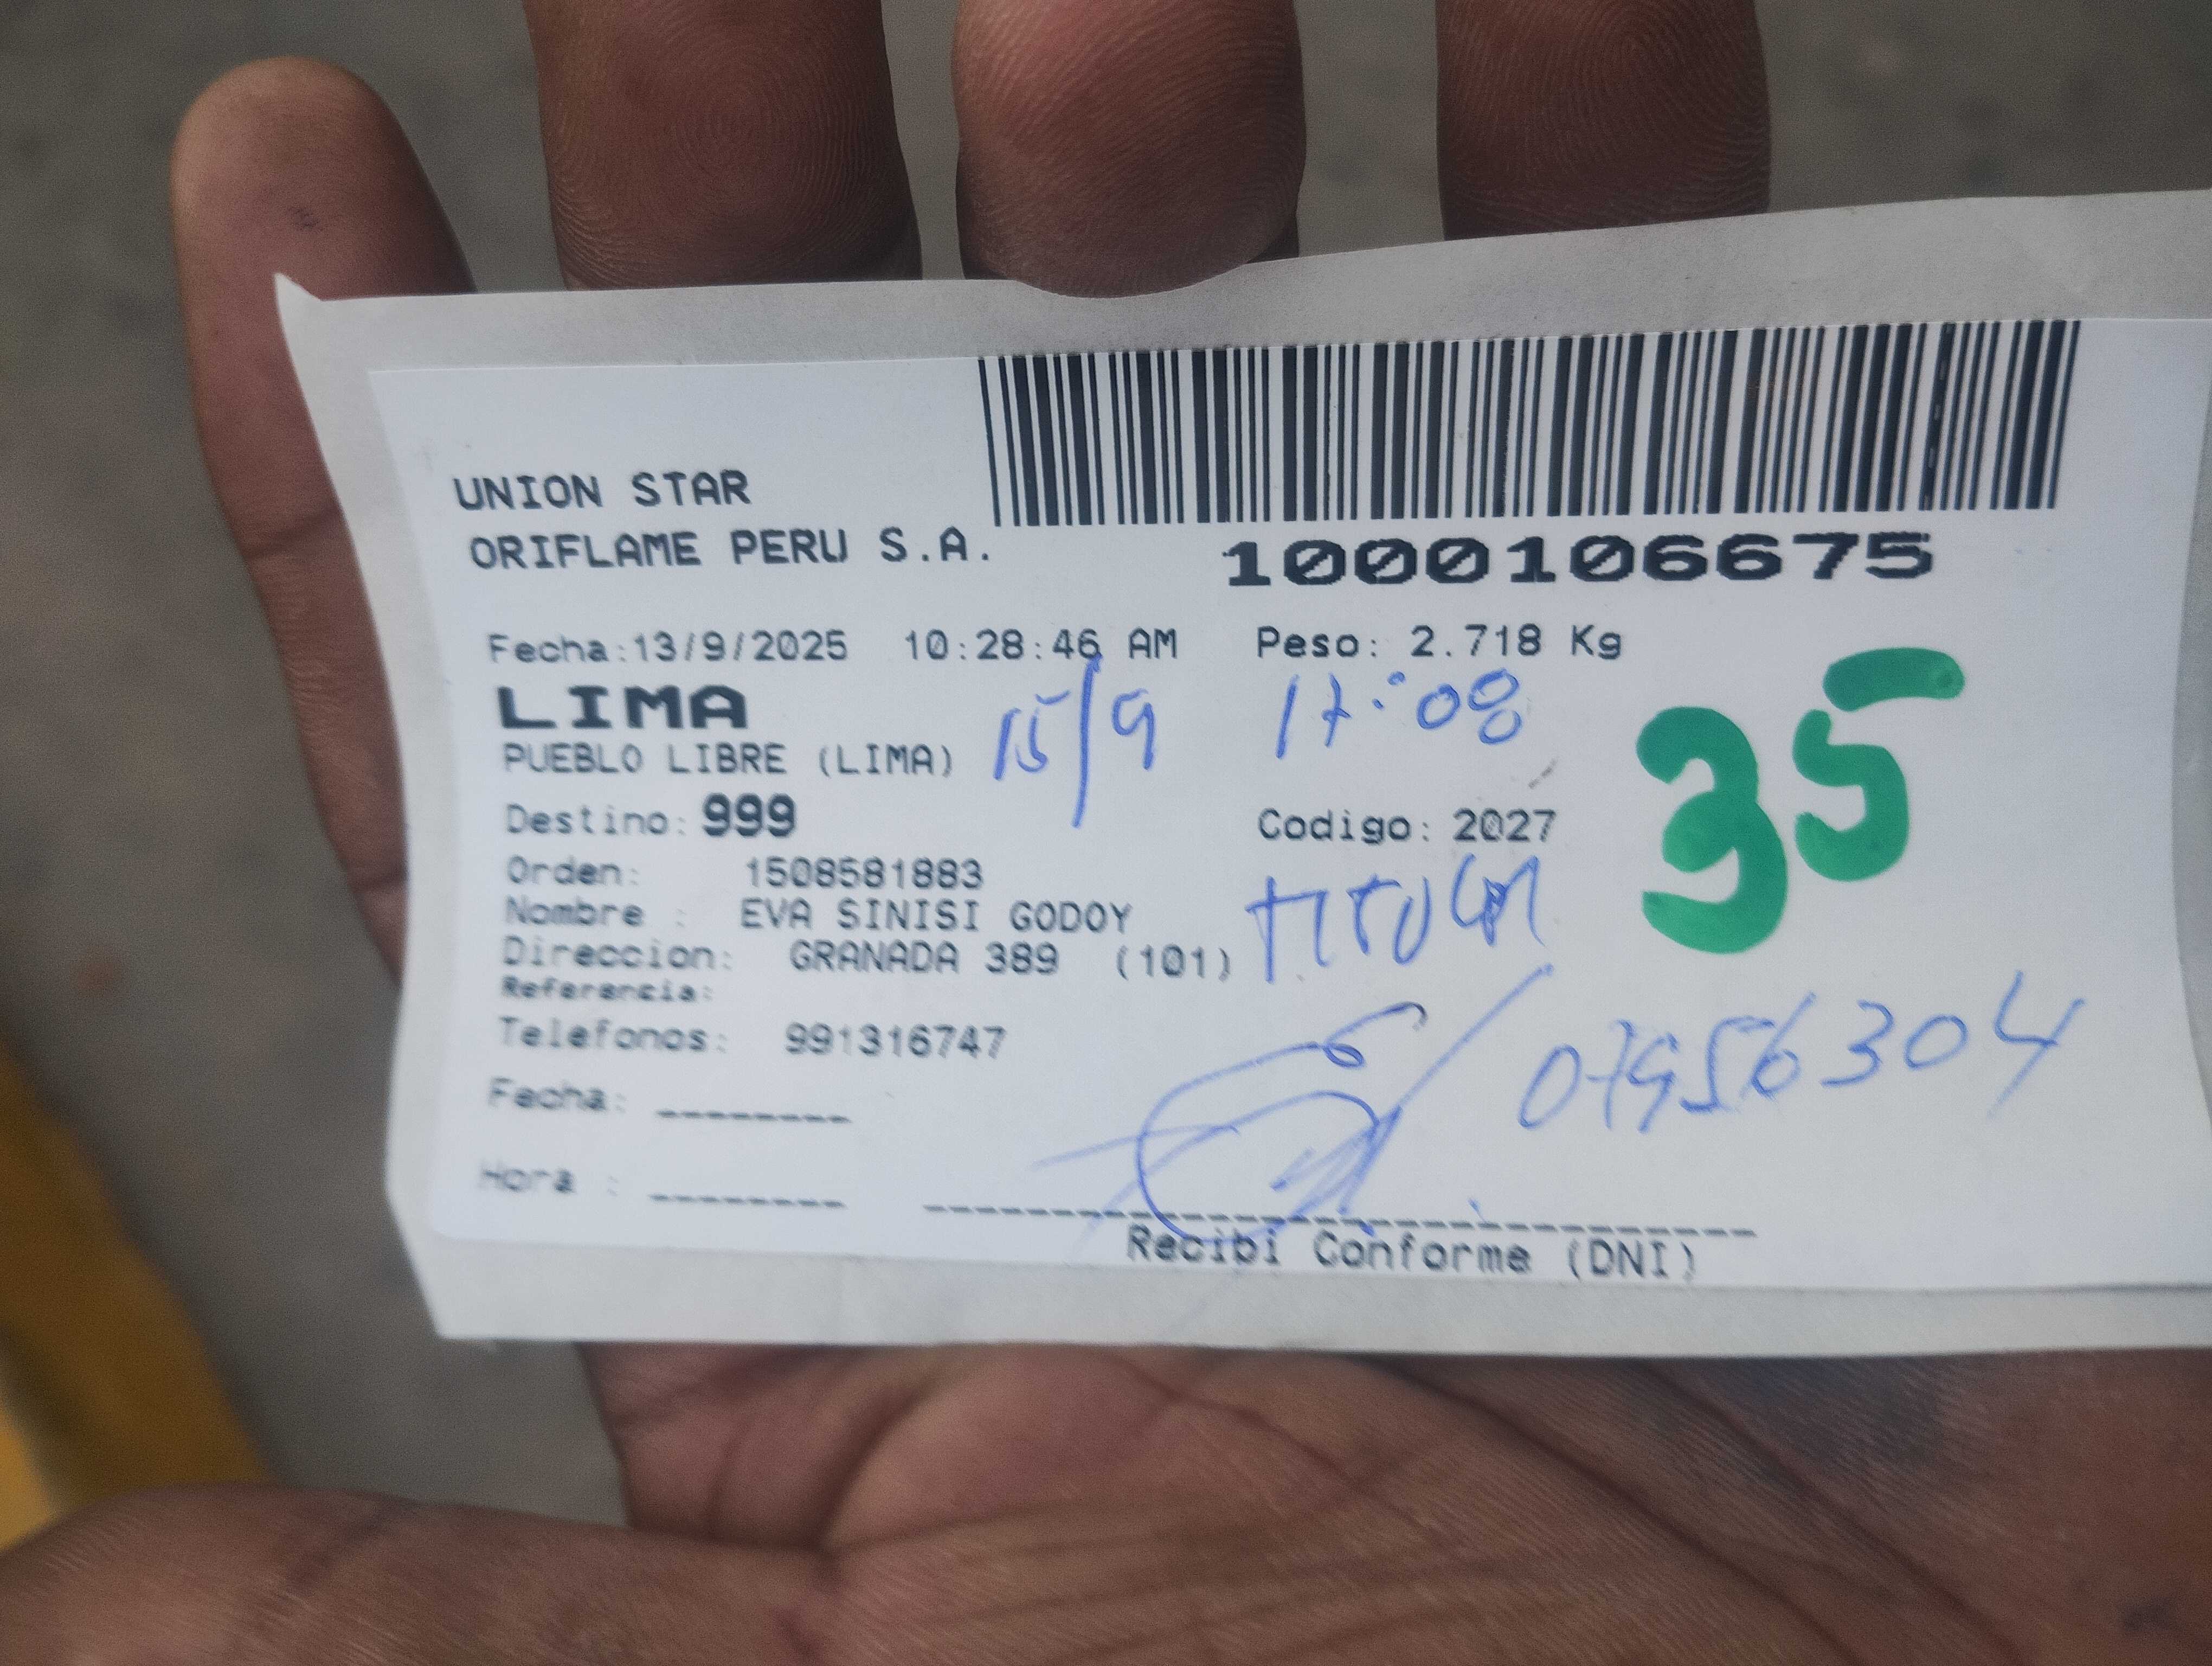 UNION STAR
ORIFLAME PERU S.A.
1000106675
Fecha:13/9/2025 10:28:46 AM Peso: 2.718 Kg
LIMA 15/9 17:08
PUEBLO LIBRE (LIMA)
35
Destino: 999 Codigo: 2027
Orden: 1508581883
Nombre : EVA SINISI GODOY
TITULAR
Direccion: GRANADA 389 (101)
Referencia:
Telefonos: 991316747
07956304
Fecha: ________
Hora : ________
Recibi Conforme (DNI)